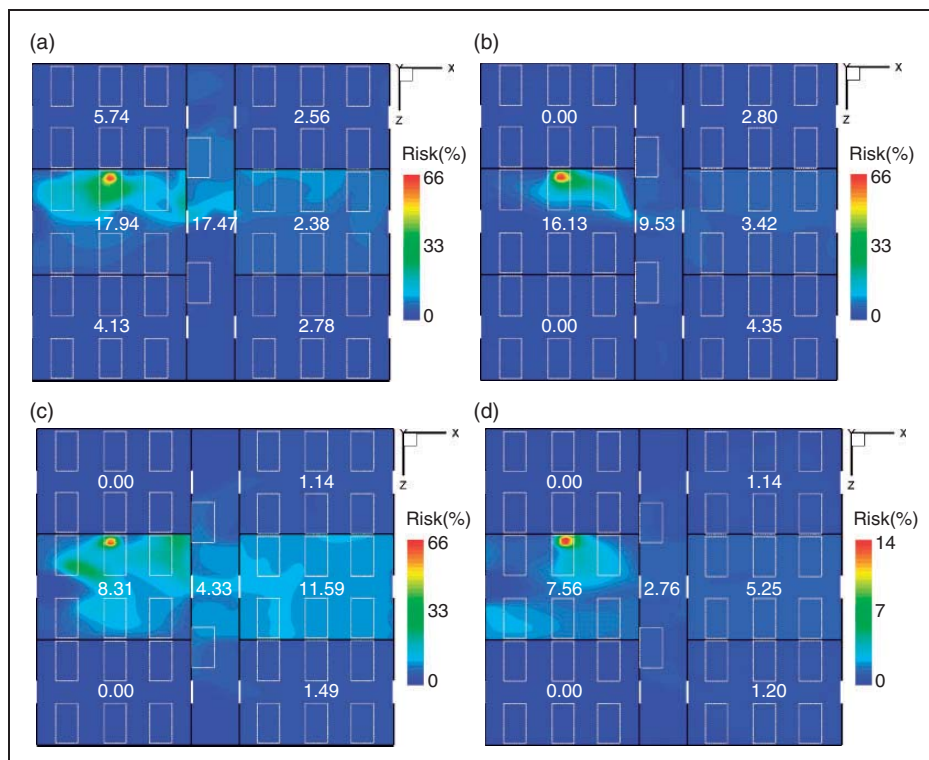 (a)
Y X
Z
5.74 2.56
Risk(%)
66
17.94 17.47 2.38
33
0
4.13 2.78
(b)
Y X
Z
0.00 2.80
Risk(%)
66
16.13 9.53 3.42
33
0
0.00 4.35
(c)
Y X
Z
0.00 1.14
Risk(%)
66
8.31 4.33 11.59
33
0
0.00 1.49
(d)
Y X
Z
0.00 1.14
Risk(%)
14
7.56 2.76 5.25
7
0
0.00 1.20